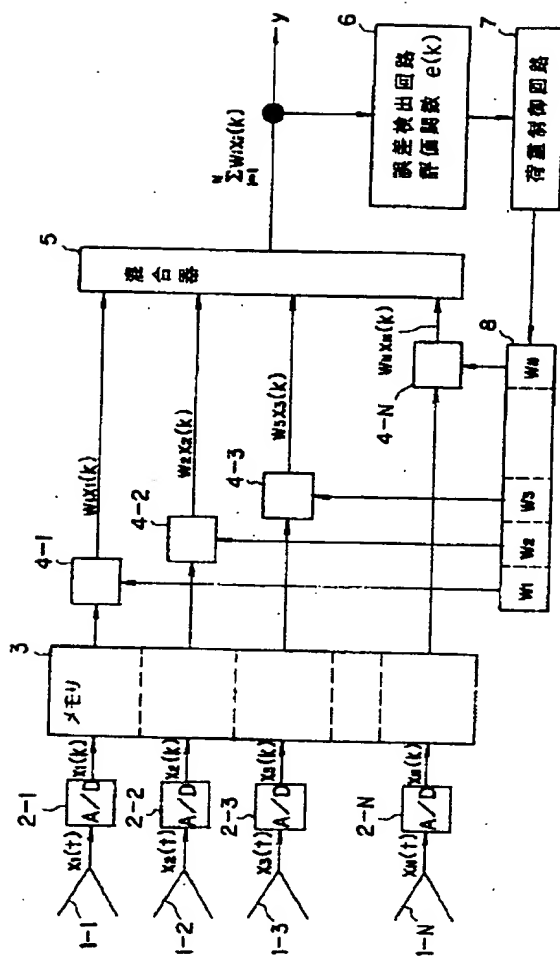 1-1
1-2
1-3
1-N
X1(t)
X2(t)
X3(t)
XN(t)
2-1
2-2
2-3
2-N
A/D
A/D
A/D
A/D
X1(k)
X2(k)
X3(k)
XN(k)
3
メモリ
4-1
4-2
4-3
4-N
W1X1(k)
W2X2(k)
W3X3(k)
WNXN(k)
5
混合器
N
Σ WiXi(k)
i=1
y
6
誤差検出回路
評価関数 e(k)
7
荷重制御回路
8
W1
W2
W3
WN